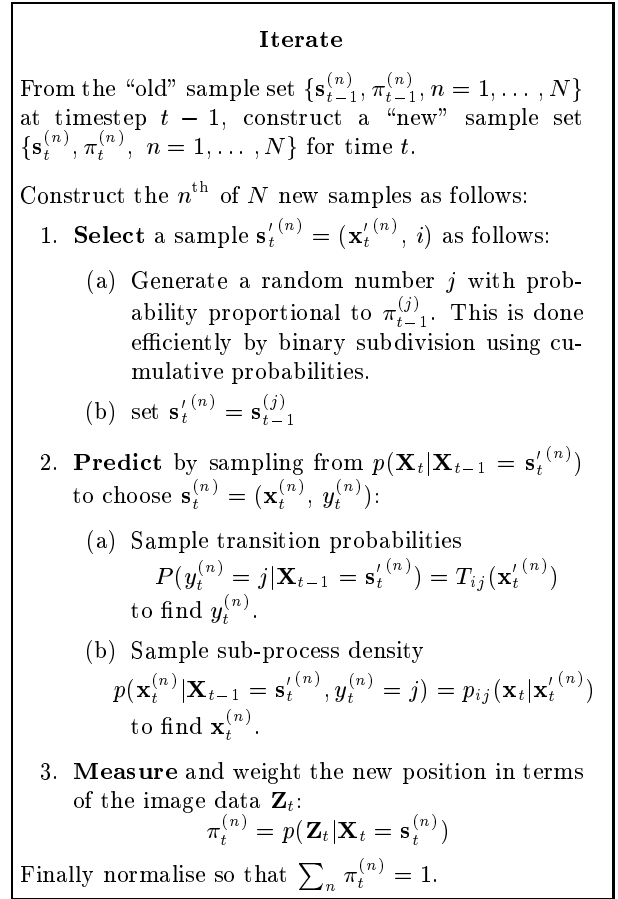 Iterate
From the “old” sample set {s_{t−1}^{(n)}, π_{t−1}^{(n)}, n = 1, . . . , N}
at timestep t − 1, construct a “new” sample set
{s_t^{(n)}, π_t^{(n)}, n = 1, . . . , N} for time t.
Construct the n^{th} of N new samples as follows:
1. Select a sample s′_t^{(n)} = (x′_t^{(n)}, i) as follows:
(a) Generate a random number j with prob-
ability proportional to π_{t−1}^{(j)}. This is done
efficiently by binary subdivision using cu-
mulative probabilities.
(b) set s′_t^{(n)} = s_{t−1}^{(j)}
2. Predict by sampling from p(X_t|X_{t−1} = s′_t^{(n)})
to choose s_t^{(n)} = (x_t^{(n)}, y_t^{(n)}):
(a) Sample transition probabilities
P(y_t^{(n)} = j|X_{t−1} = s′_t^{(n)}) = T_{ij}(x′_t^{(n)})
to find y_t^{(n)}.
(b) Sample sub-process density
p(x_t^{(n)}|X_{t−1} = s′_t^{(n)}, y_t^{(n)} = j) = p_{ij}(x_t|x′_t^{(n)})
to find x_t^{(n)}.
3. Measure and weight the new position in terms
of the image data Z_t:
π_t^{(n)} = p(Z_t|X_t = s_t^{(n)})
Finally normalise so that ∑_n π_t^{(n)} = 1.